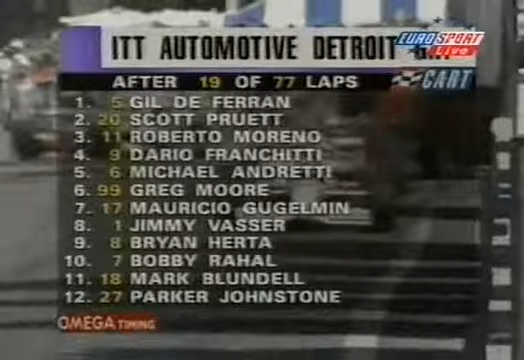 ITT AUTOMOTIVE DETROIT
EUROSPORT
Live
AFTER 19 OF 77 LAPS
CART
1. 5 GIL DE FERRAN
2. 20 SCOTT PRUETT
3. 11 ROBERTO MORENO
4. 9 DARIO FRANCHITTI
5. 6 MICHAEL ANDRETTI
6. 99 GREG MOORE
7. 17 MAURICIO GUGELMIN
8. 1 JIMMY VASSER
9. 8 BRYAN HERTA
10. 7 BOBBY RAHAL
11. 18 MARK BLUNDELL
12. 27 PARKER JOHNSTONE
OMEGA TIMING